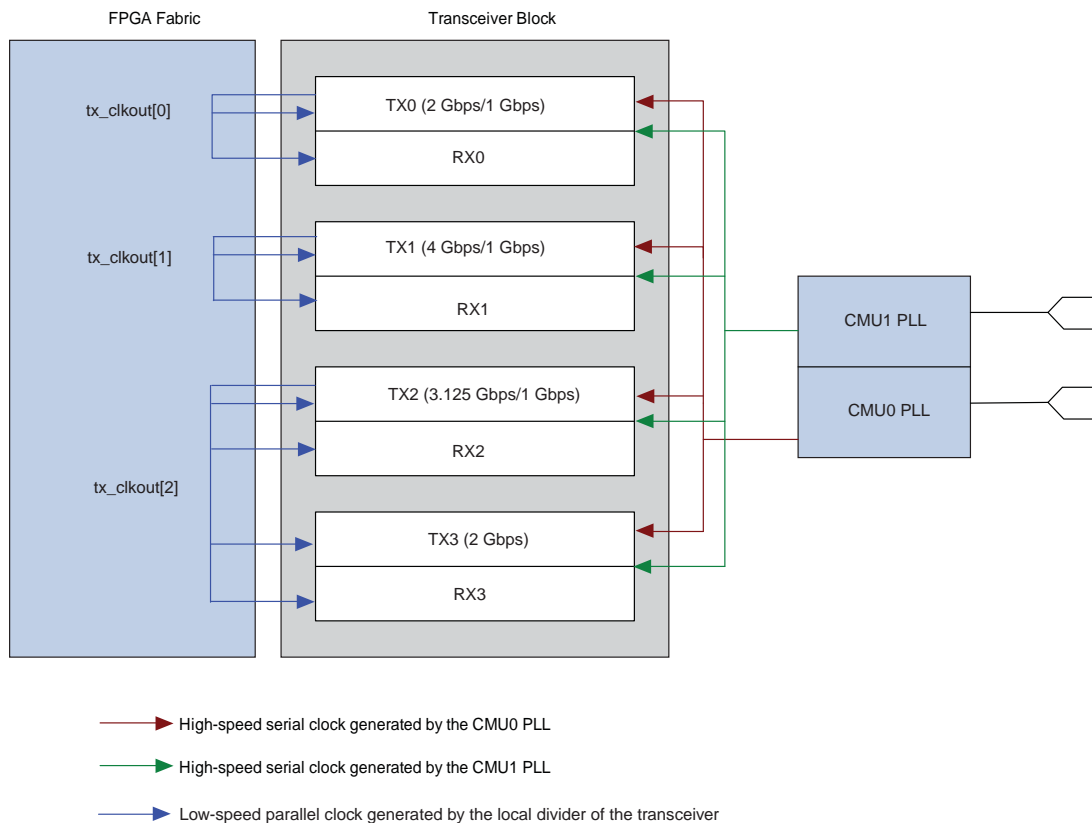 FPGA Fabric
Transceiver Block
tx_clkout[0]
TX0 (2 Gbps/1 Gbps)
RX0
tx_clkout[1]
TX1 (4 Gbps/1 Gbps)
RX1
CMU1 PLL
TX2 (3.125 Gbps/1 Gbps)
CMU0 PLL
RX2
tx_clkout[2]
TX3 (2 Gbps)
RX3
High-speed serial clock generated by the CMU0 PLL
High-speed serial clock generated by the CMU1 PLL
Low-speed parallel clock generated by the local divider of the transceiver